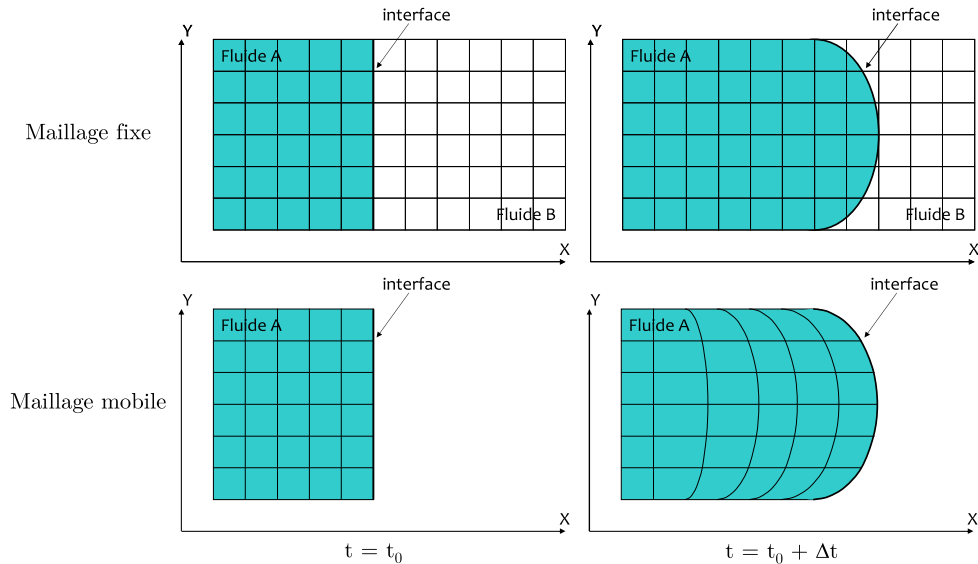 interface
interface
Y
Y
Fluide A
Fluide A
Maillage fixe
Fluide B
Fluide B
X
X
interface
interface
Y
Y
Fluide A
Fluide A
Maillage mobile
X
X
t = t₀
t = t₀ + Δt